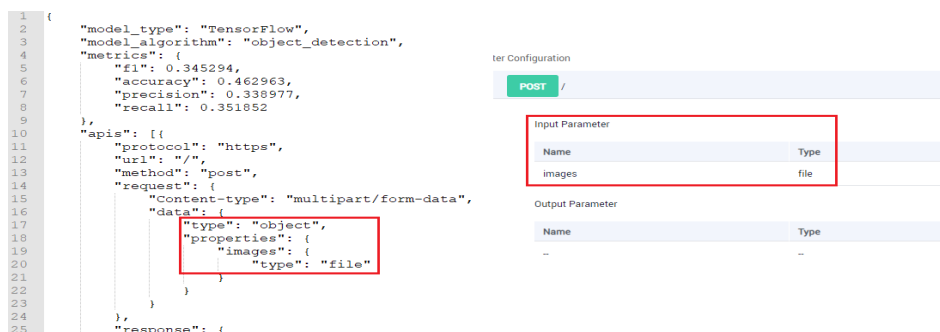 1 {
2 "model_type": "TensorFlow",
3 "model_algorithm": "object_detection",
4 "metrics": {
5 "f1": 0.345294,
6 "accuracy": 0.462963,
7 "precision": 0.338977,
8 "recall": 0.351852
9 },
10 "apis": [{
11 "protocol": "https",
12 "url": "/",
13 "method": "post",
14 "request": {
15 "Content-type": "multipart/form-data",
16 "data": {
17 "type": "object",
18 "properties": {
19 "images": {
20 "type": "file"
21 }
22 }
23 }
24 },
25 "response": {
ter Configuration
POST /
Input Parameter
Name Type
images file
Output Parameter
Name Type
-- --